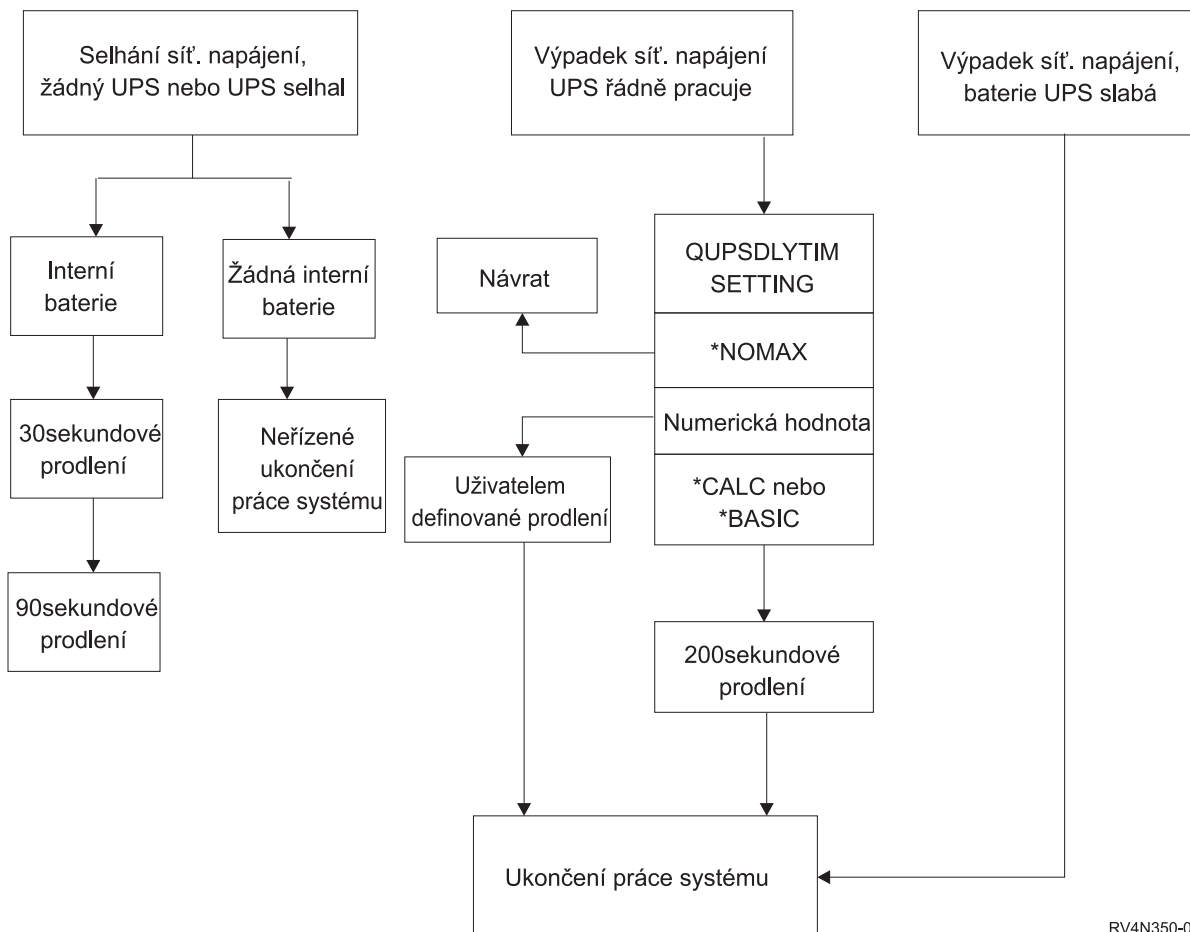 Selhání síť. napájení,
žádný UPS nebo UPS selhal
Výpadek síť. napájení
UPS řádně pracuje
Výpadek síť. napájení,
baterie UPS slabá
Interní
baterie
Žádná interní
baterie
Návrat
QUPSDLYTIM
SETTING
*NOMAX
Numerická hodnota
*CALC nebo
*BASIC
30sekundové
prodlení
Neřízené
ukončení
práce systému
Uživatelem
definované prodlení
90sekundové
prodlení
200sekundové
prodlení
Ukončení práce systému
RV4N350-0